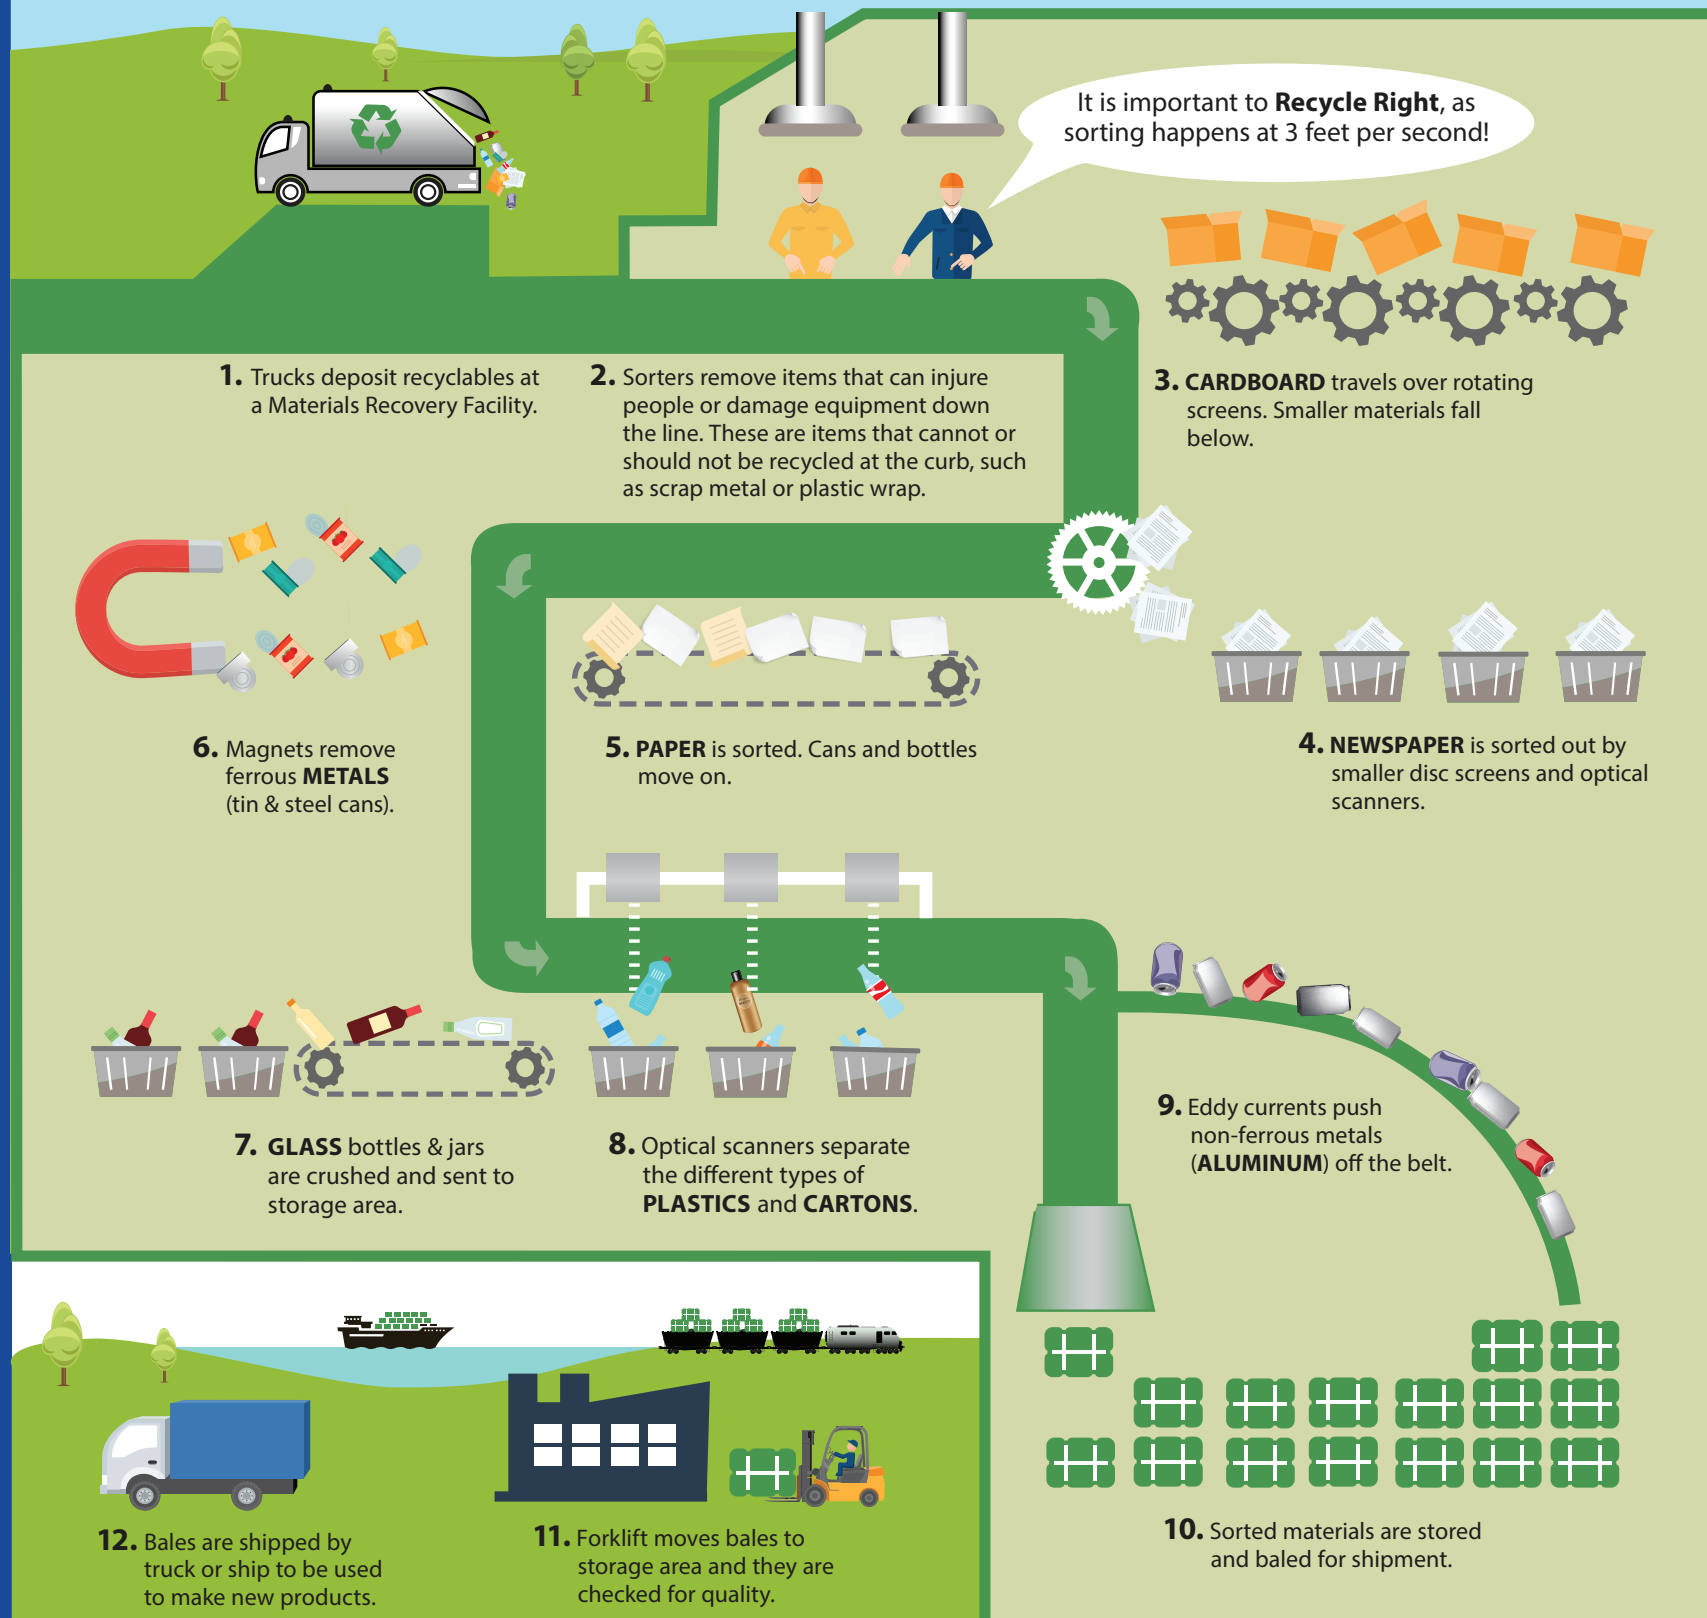 It is important to Recycle Right, as
sorting happens at 3 feet per second!
1. Trucks deposit recyclables at
a Materials Recovery Facility.
2. Sorters remove items that can injure
people or damage equipment down
the line. These are items that cannot or
should not be recycled at the curb, such
as scrap metal or plastic wrap.
3. CARDBOARD travels over rotating
screens. Smaller materials fall
below.
4. NEWSPAPER is sorted out by
smaller disc screens and optical
scanners.
5. PAPER is sorted. Cans and bottles
move on.
6. Magnets remove
ferrous METALS
(tin & steel cans).
7. GLASS bottles & jars
are crushed and sent to
storage area.
8. Optical scanners separate
the different types of
PLASTICS and CARTONS.
9. Eddy currents push
non-ferrous metals
(ALUMINUM) off the belt.
10. Sorted materials are stored
and baled for shipment.
11. Forklift moves bales to
storage area and they are
checked for quality.
12. Bales are shipped by
truck or ship to be used
to make new products.